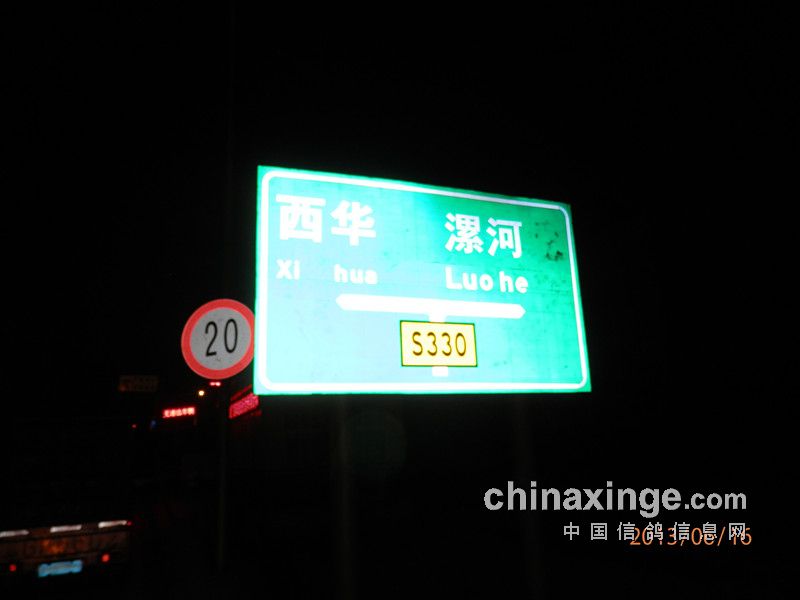 西华 漯河
Xi hua Luo he
S330
20
chinaxinge.com
中国信鸽信息网
2013/08/16